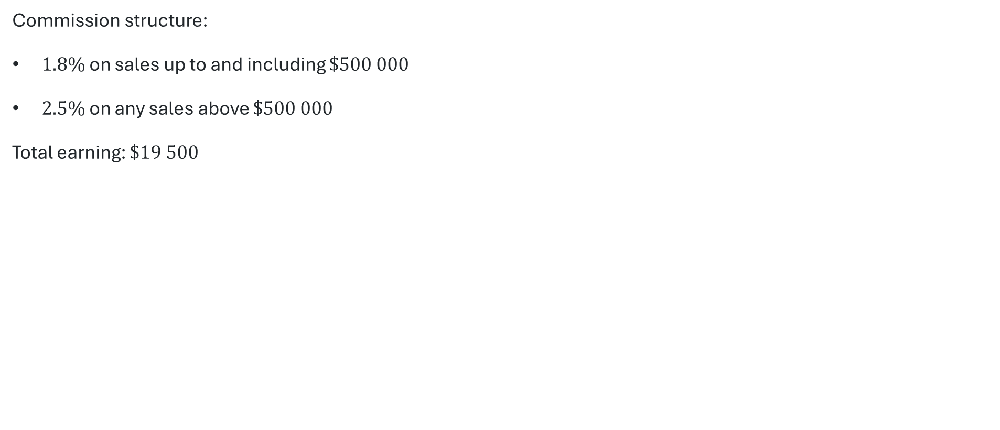 Commission structure:
• 1.8% on sales up to and including $500 000
• 2.5% on any sales above $500 000
Total earning: $19 500